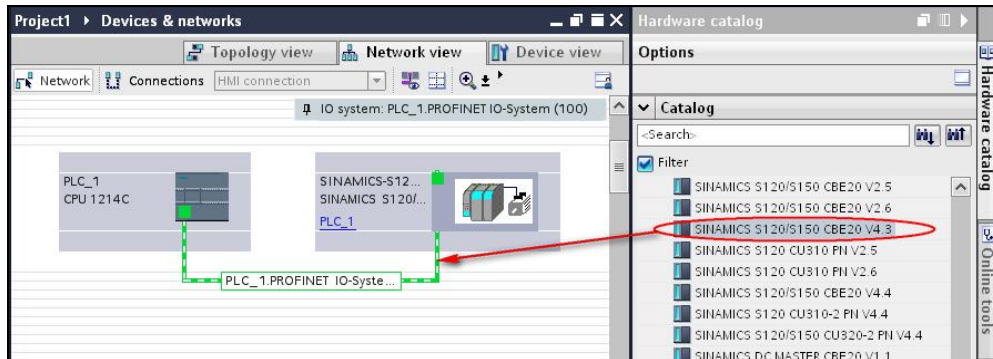 Project1 ▸ Devices & networks
Topology view
Network view
Device view
Network
Connections
HMI connection
IO system: PLC_1.PROFINET IO-System (100)
PLC_1
CPU 1214C
SINAMICS-S12...
SINAMICS S120/...
PLC_1
PLC_1.PROFINET IO-Syste...
Hardware catalog
Options
Catalog
<Search>
Filter
SINAMICS S120/S150 CBE20 V2.5
SINAMICS S120/S150 CBE20 V2.6
SINAMICS S120/S150 CBE20 V4.3
SINAMICS S120 CU310 PN V2.5
SINAMICS S120 CU310 PN V2.6
SINAMICS S120/S150 CBE20 V4.4
SINAMICS S120 CU310-2 PN V4.4
SINAMICS S120/S150 CU320-2 PN V4.4
SINAMICS DC MASTER CBE20 V1.1
Hardware catalog
Online tools